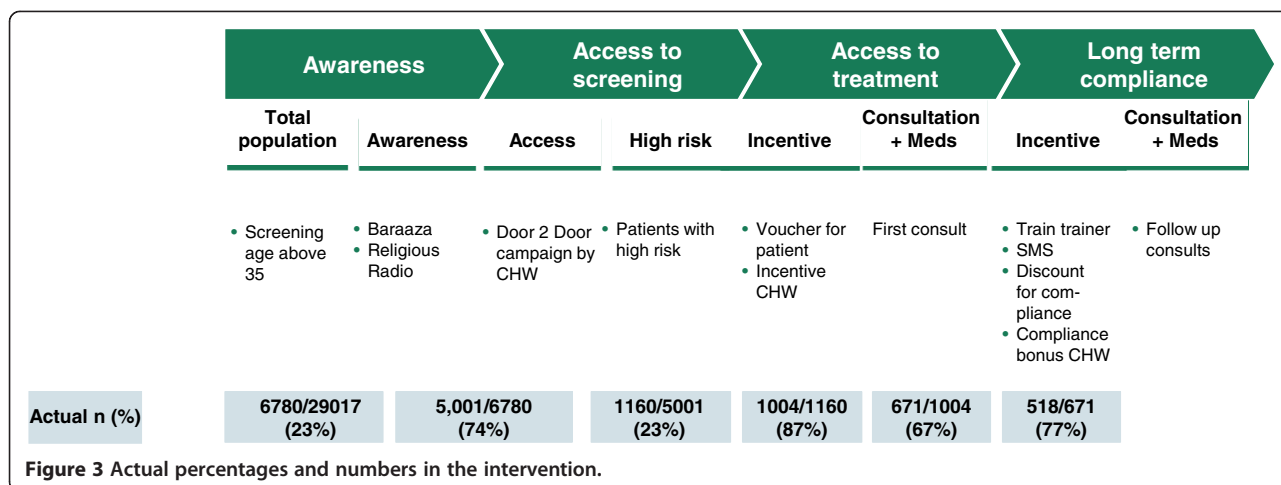 Awareness
Access to
screening
Access to
treatment
Long term
compliance
Total
population
Awareness
Access
High risk
Incentive
Consultation
+ Meds
Incentive
Consultation
+ Meds
• Screening
age above
35
• Baraaza
• Religious
Radio
• Door 2 Door
campaign by
CHW
• Patients with
high risk
• Voucher for
patient
• Incentive
CHW
First consult
• Train trainer
• SMS
• Discount
for com-
pliance
• Compliance
bonus CHW
• Follow up
consults
Actual n (%)
6780/29017
(23%)
5,001/6780
(74%)
1160/5001
(23%)
1004/1160
(87%)
671/1004
(67%)
518/671
(77%)
Figure 3 Actual percentages and numbers in the intervention.